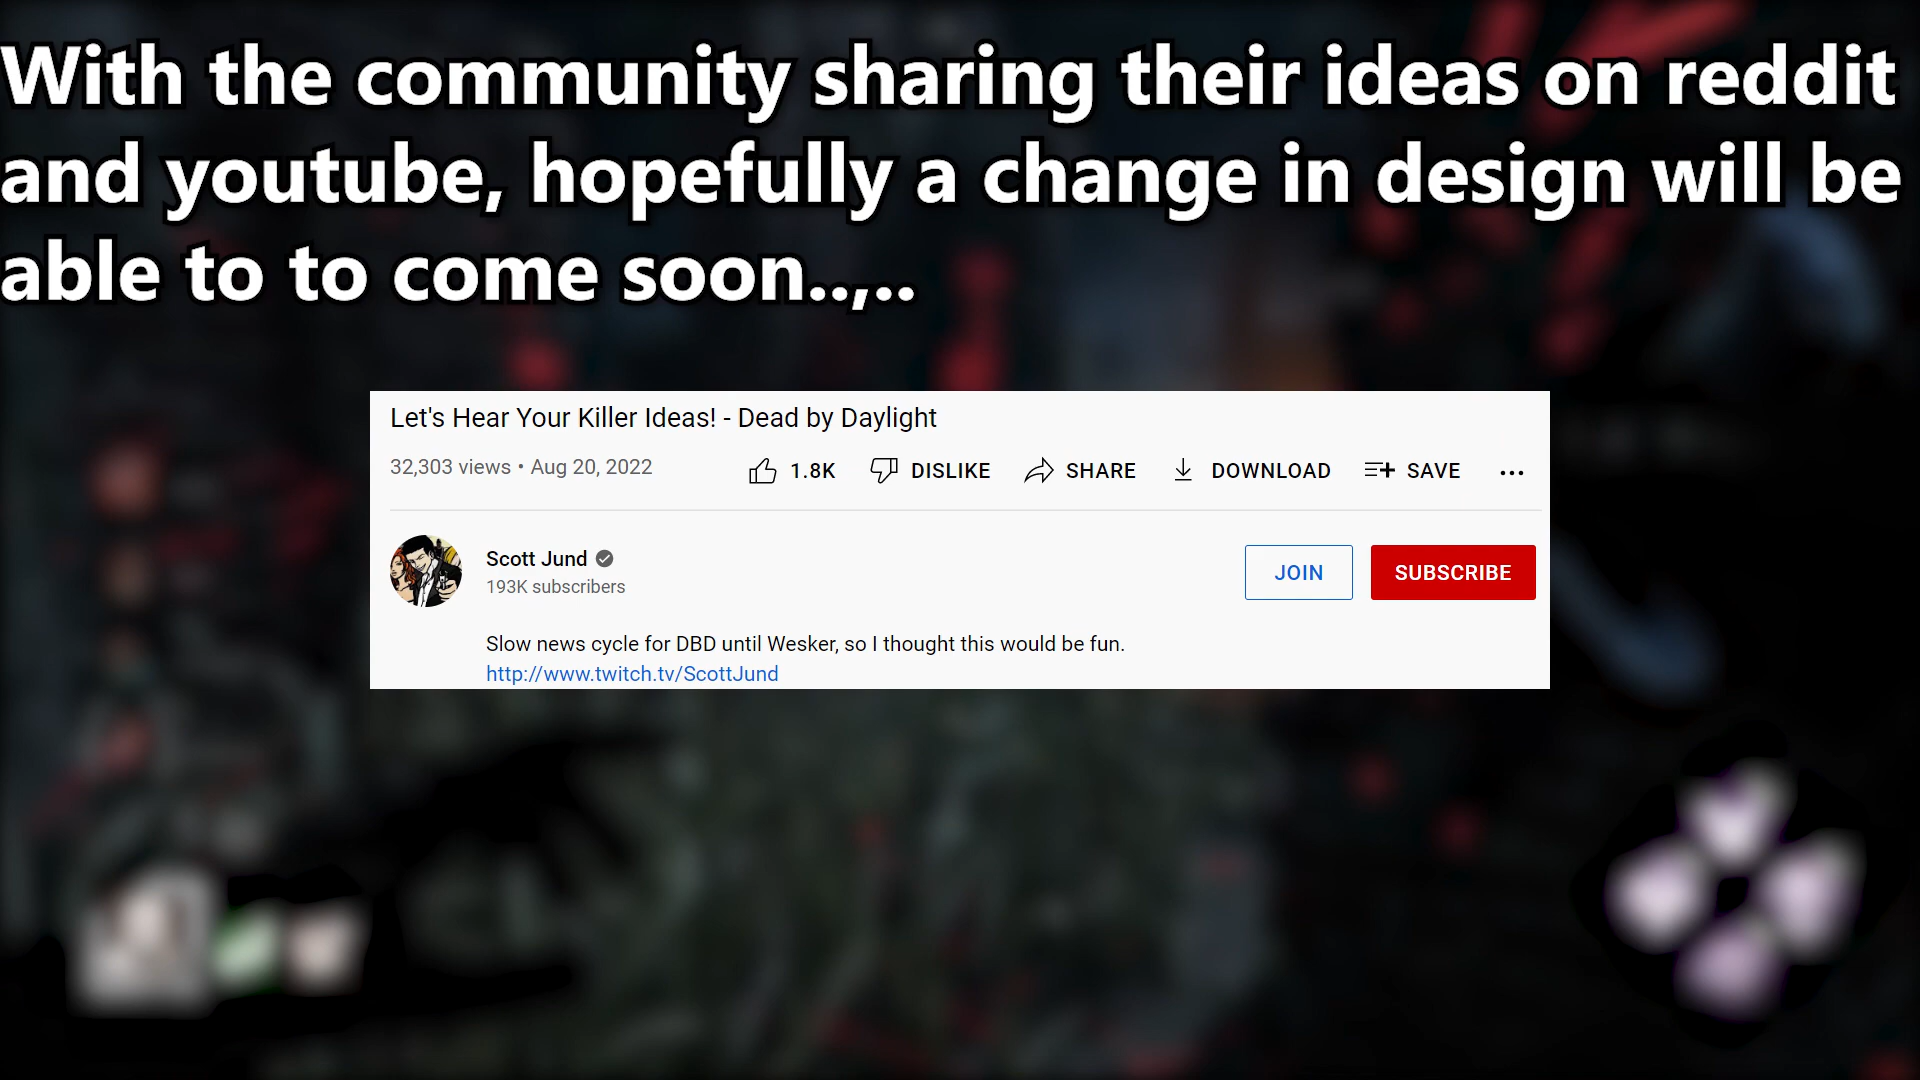 With the community sharing their ideas on reddit
and youtube, hopefully a change in design will be
able to to come soon..,..
Let's Hear Your Killer Ideas! - Dead by Daylight
32,303 views • Aug 20, 2022
1.8K DISLIKE SHARE DOWNLOAD SAVE ...
Scott Jund
193K subscribers
JOIN SUBSCRIBE
Slow news cycle for DBD until Wesker, so I thought this would be fun.
http://www.twitch.tv/ScottJund